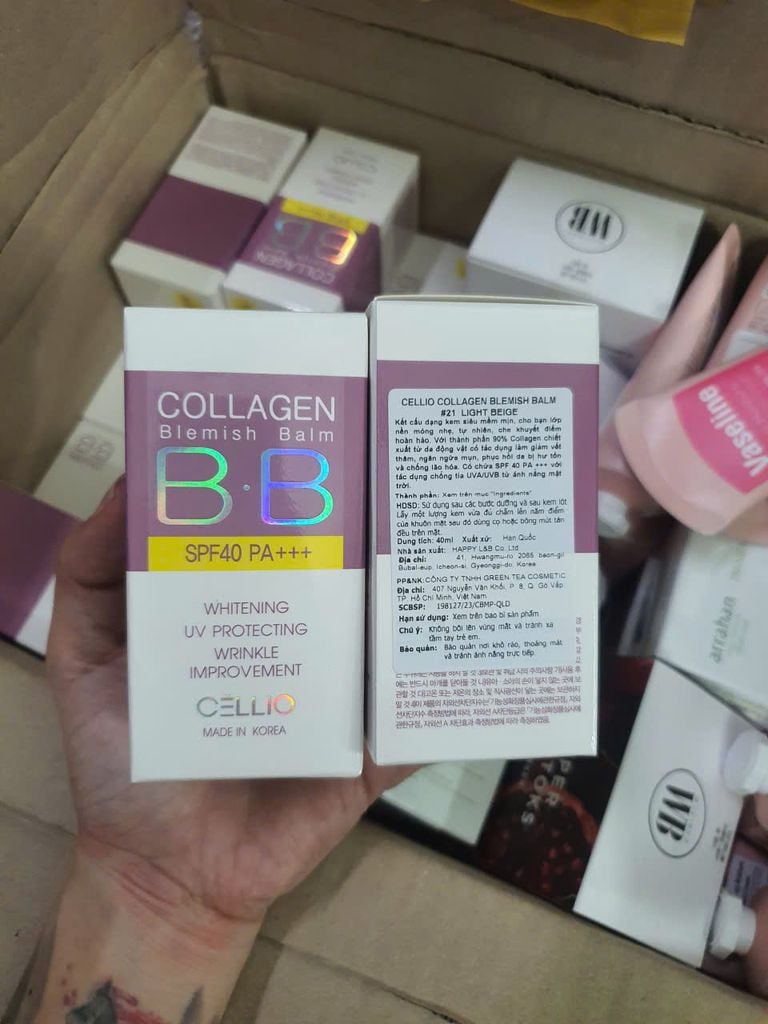 COLLAGEN
Blemish Balm
B·B
SPF40 PA+++
WHITENING
UV PROTECTING
WRINKLE
IMPROVEMENT
CELLIO
MADE IN KOREA
CELLIO COLLAGEN BLEMISH BALM
#21 LIGHT BEIGE
Kết cấu dạng kem siêu mềm mịn, cho bạn lớp
nền mỏng nhẹ, tự nhiên, che khuyết điểm
hoàn hảo. Với thành phần 90% Collagen chiết
xuất từ da động vật có tác dụng làm giảm vết
thâm, ngăn ngừa mụn, phục hồi da bị hư tổn
và chống lão hóa. Có chứa SPF 40 PA +++ với
tác dụng chống tia UVA/UVB từ ánh nắng mặt
trời.
Thành phần: Xem trên mục "Ingredients"
HDSD: Sử dụng sau các bước dưỡng và sau kem lót
Lấy một lượng kem vừa đủ chấm lên năm điểm
của khuôn mặt sau đó dùng cọ hoặc bông mút tán
đều trên mặt.
Dung tích: 40ml Xuất xứ: Hàn Quốc
Nhà sản xuất: HAPPY L&B Co, Ltd
Địa chỉ: 41, Hwangmu-ro 2065 beon-gil
Bubal-eup, Icheon-si, Gyeonggi-do, Korea
PP&NK: CÔNG TY TNHH GREEN TEA COSMETIC
Địa chỉ: 407 Nguyễn Văn Khối, P. 8, Q. Gò Vấp
TP Hồ Chí Minh, Việt Nam
SCBSP: 198127/23/CBMP-QLD
Hạn sử dụng: Xem trên bao bì sản phẩm
Chú ý: Không bôi lên vùng mắt và tránh xa
tầm tay trẻ em.
Bảo quản: Bảo quản nơi khô ráo, thoáng mát
và tránh ánh nắng trực tiếp.
COLLAGEN
BB
WB
Vaseline
arrahan
WB